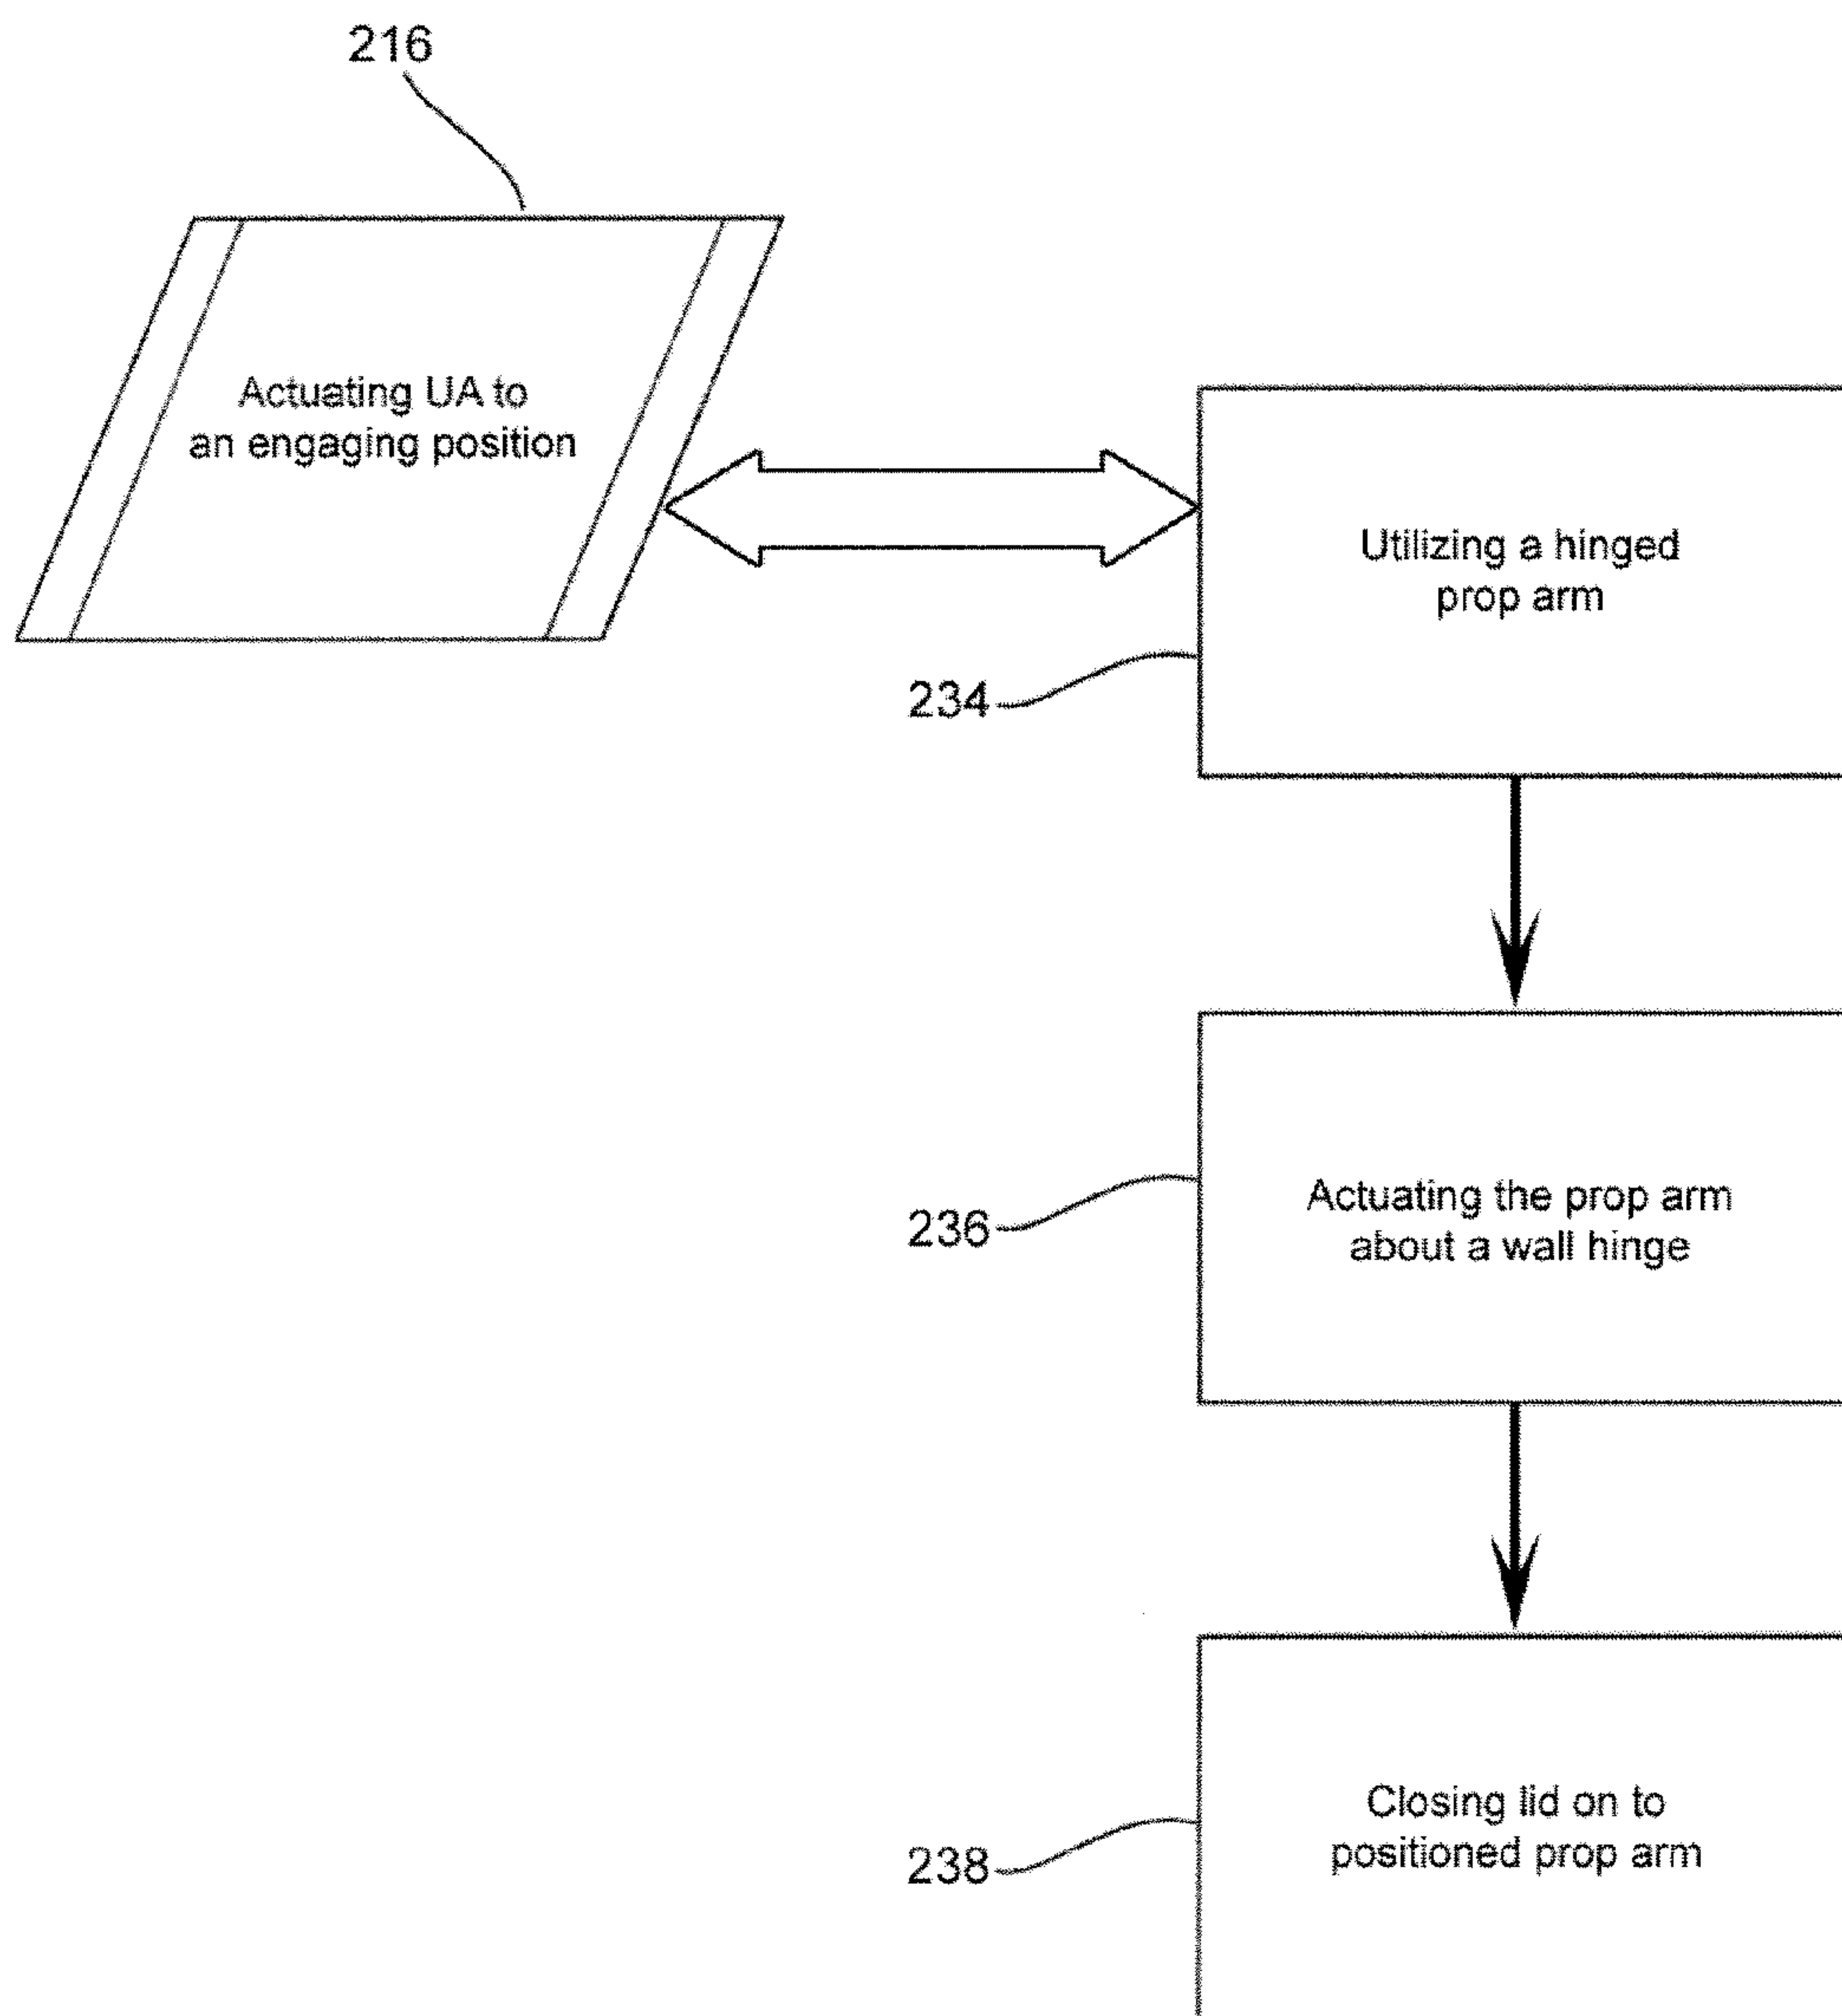 216
Actuating UA to
an engaging position
Utilizing a hinged
prop arm
234
Actuating the prop arm
about a wall hinge
236
Closing lid on to
positioned prop arm
238